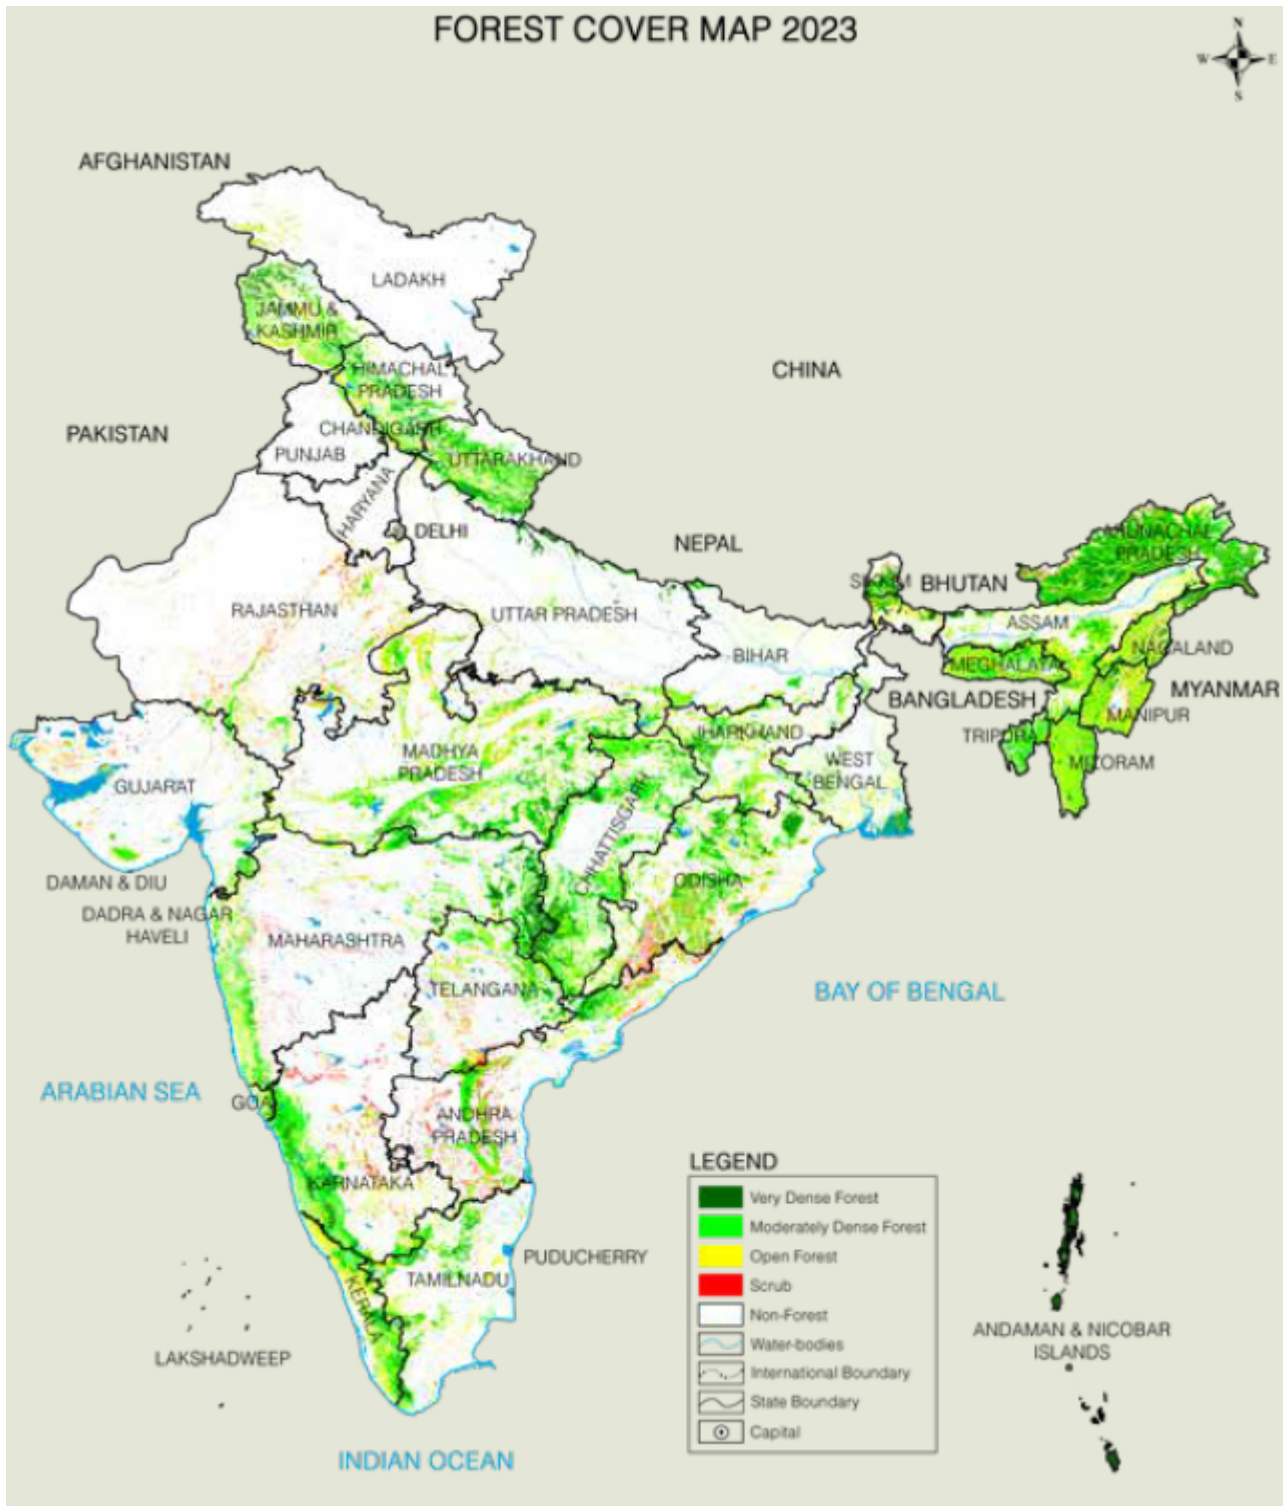 FOREST COVER MAP 2023
N
W E
S
AFGHANISTAN
LADAKH
JAMMU &
KASHMIR
CHINA
HIMACHAL
PRADESH
PAKISTAN
CHANDIGARH
PUNJAB
UTTARAKHAND
HARYANA
DELHI
NEPAL
ARUNACHAL
PRADESH
SIKKIM
BHUTAN
RAJASTHAN
UTTAR PRADESH
ASSAM
BIHAR
NAGALAND
MEGHALAYA
BANGLADESH
MYANMAR
MANIPUR
JHARKHAND
TRIPURA
MADHYA
PRADESH
WEST
BENGAL
MIZORAM
GUJARAT
CHHATTISGARH
DAMAN & DIU
ODISHA
DADRA & NAGAR
HAVELI
MAHARASHTRA
TELANGANA
BAY OF BENGAL
ARABIAN SEA
GOA
ANDHRA
PRADESH
KARNATAKA
PUDUCHERRY
TAMILNADU
KERALA
LAKSHADWEEP
INDIAN OCEAN
LEGEND
Very Dense Forest
Moderately Dense Forest
Open Forest
Scrub
Non-Forest
Water-bodies
International Boundary
State Boundary
Capital
ANDAMAN & NICOBAR
ISLANDS